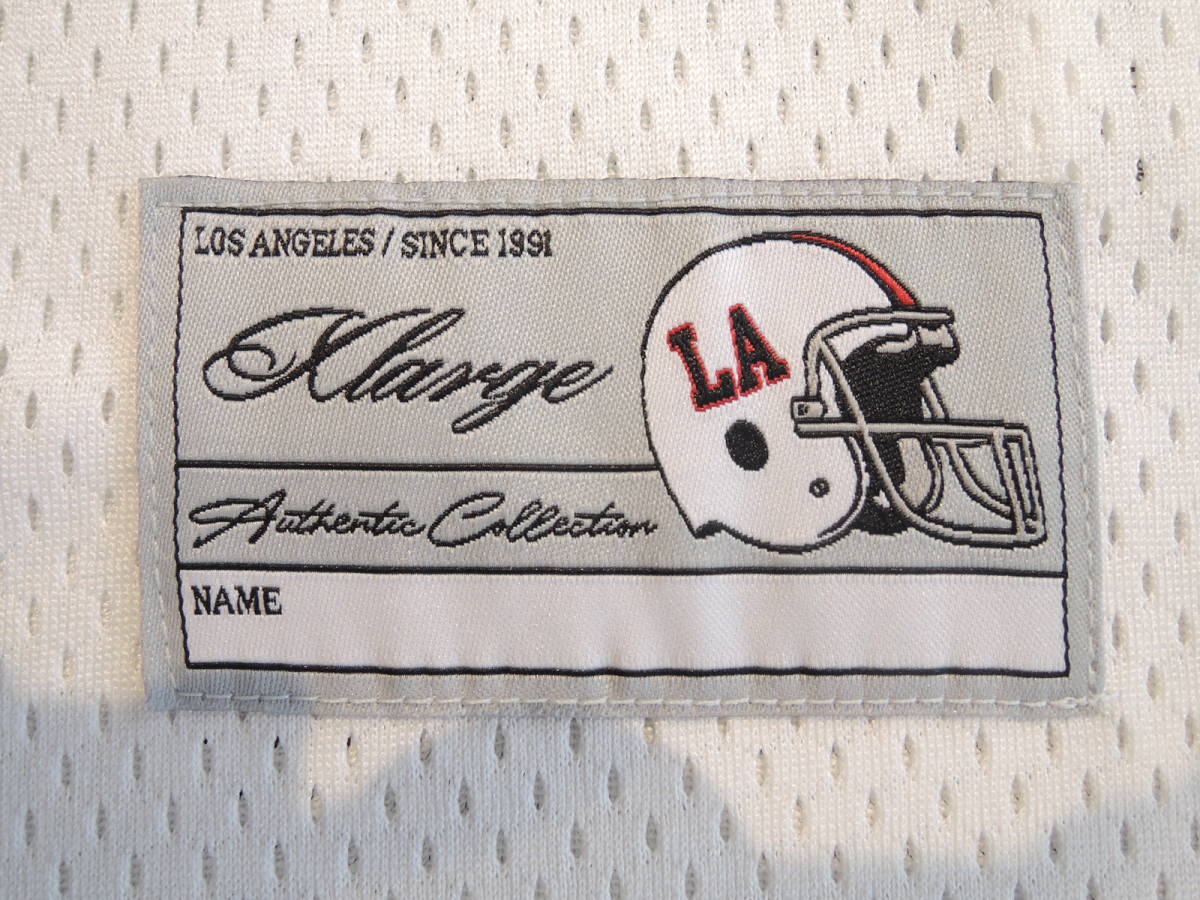 LOS ANGELES / SINCE 1991
Xlarge
LA
Authentic Collection
NAME